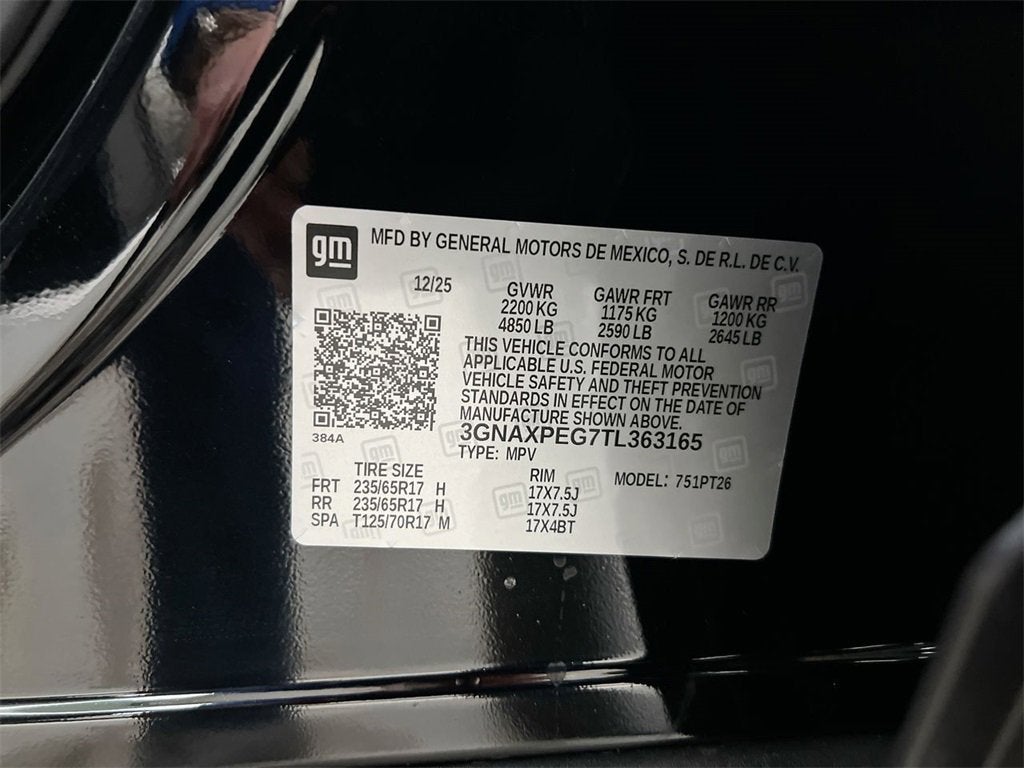 gm MFD BY GENERAL MOTORS DE MEXICO, S. DE R.L. DE C.V.
12/25 GVWR GAWR FRT GAWR RR
2200 KG 1175 KG 1200 KG
4850 LB 2590 LB 2645 LB
THIS VEHICLE CONFORMS TO ALL
APPLICABLE U.S. FEDERAL MOTOR
VEHICLE SAFETY AND THEFT PREVENTION
STANDARDS IN EFFECT ON THE DATE OF
MANUFACTURE SHOWN ABOVE.
384A 3GNAXPEG7TL363165
TYPE: MPV
TIRE SIZE RIM MODEL: 751PT26
FRT 235/65R17 H 17X7.5J
RR 235/65R17 H 17X7.5J
SPA T125/70R17 M 17X4BT